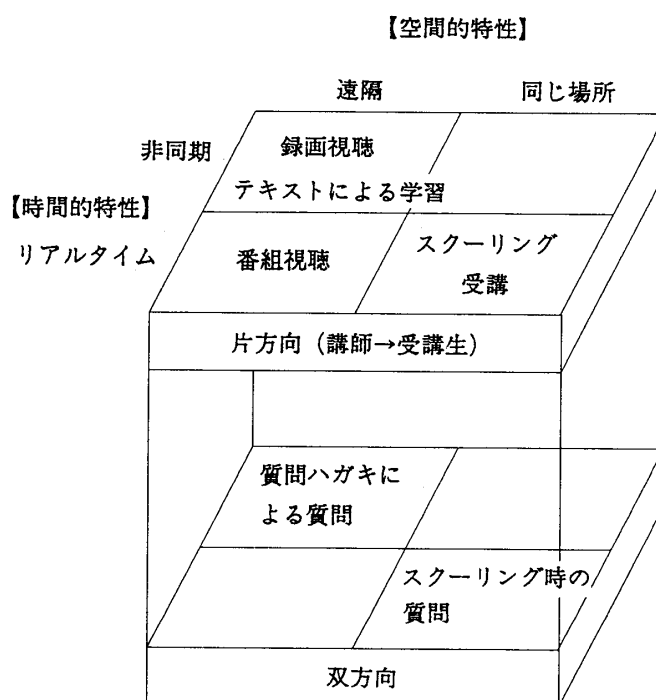 【空間的特性】
遠隔
同じ場所
非同期
録画視聴
テキストによる学習
【時間的特性】
リアルタイム
番組視聴
スクーリング
受講
片方向（講師→受講生）
質問ハガキに
よる質問
スクーリング時の
質問
双方向